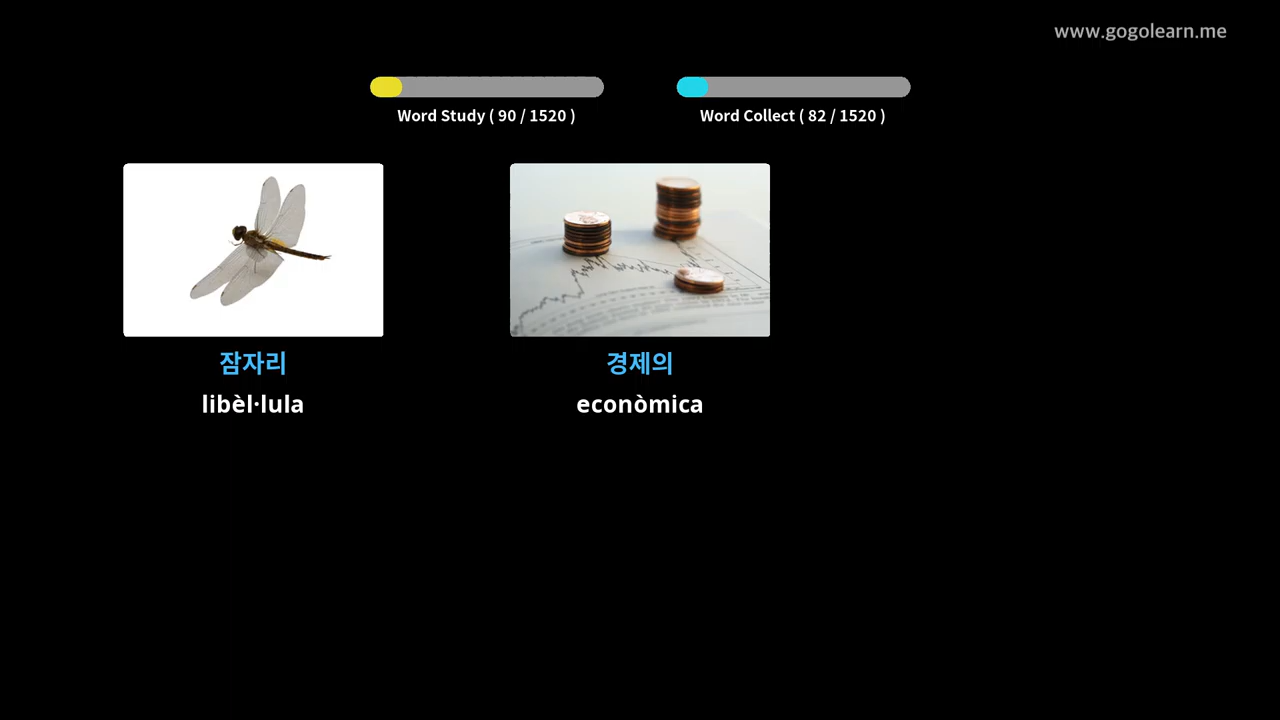 www.gogolearn.me
Word Study ( 90 / 1520 )
Word Collect ( 82 / 1520 )
잠자리
libèl·lula
경제의
econòmica